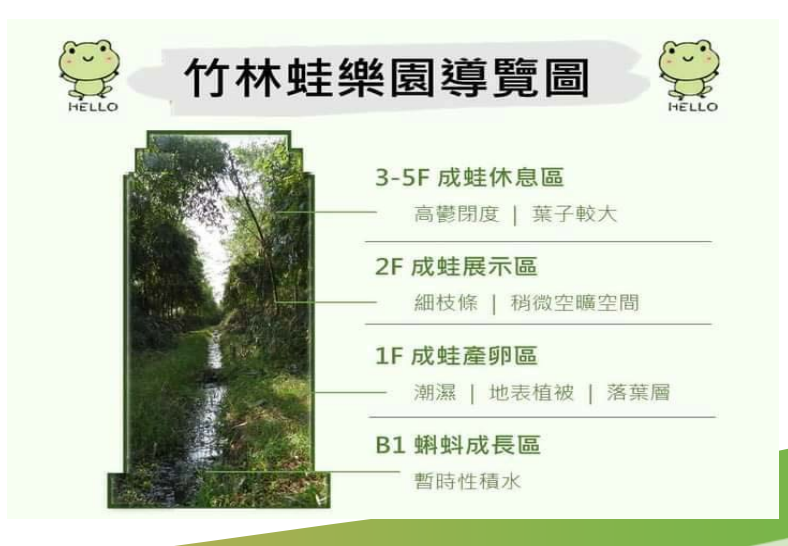 竹林蛙樂園導覽圖
HELLO
HELLO
3-5F 成蛙休息區
高鬱閉度 | 葉子較大
2F 成蛙展示區
細枝條 | 稍微空曠空間
1F 成蛙產卵區
潮濕 | 地表植被 | 落葉層
B1 蝌蚪成長區
暫時性積水